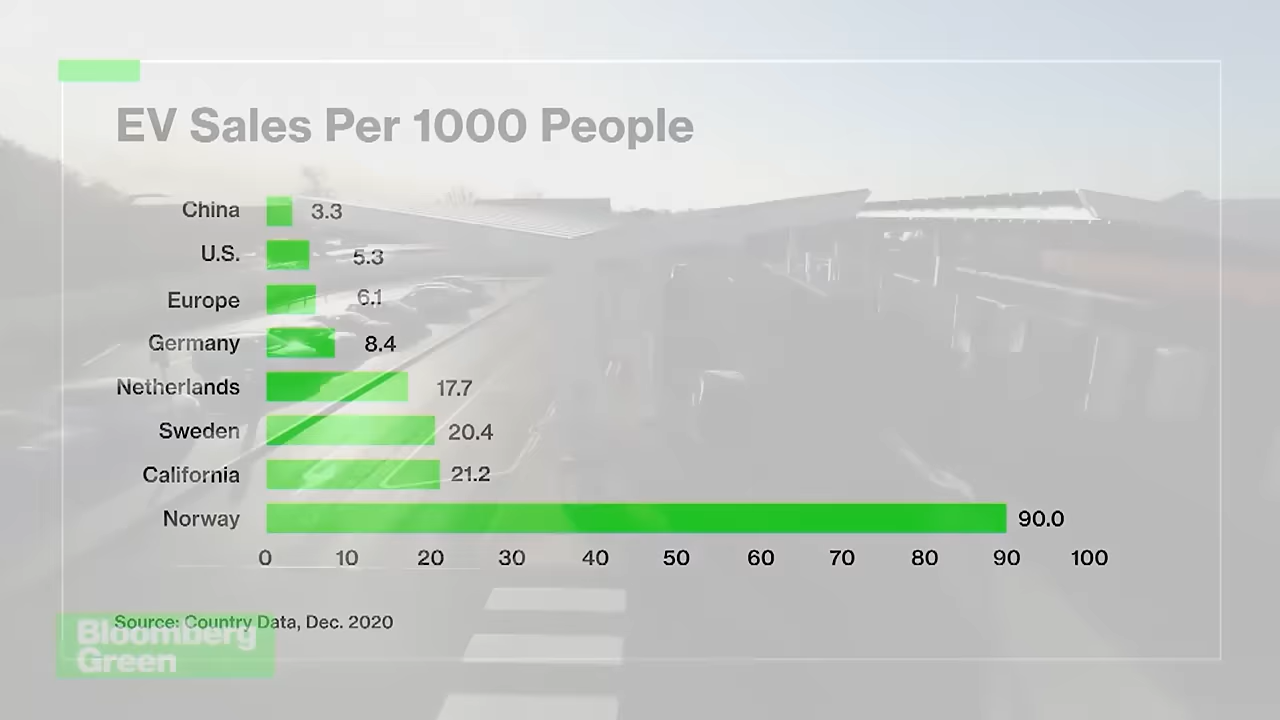 EV Sales Per 1000 People
China 3.3
U.S. 5.3
Europe 6.1
Germany 8.4
Netherlands 17.7
Sweden 20.4
California 21.2
Norway 90.0
0 10 20 30 40 50 60 70 80 90 100
Source: Country Data, Dec. 2020
Bloomberg
Green